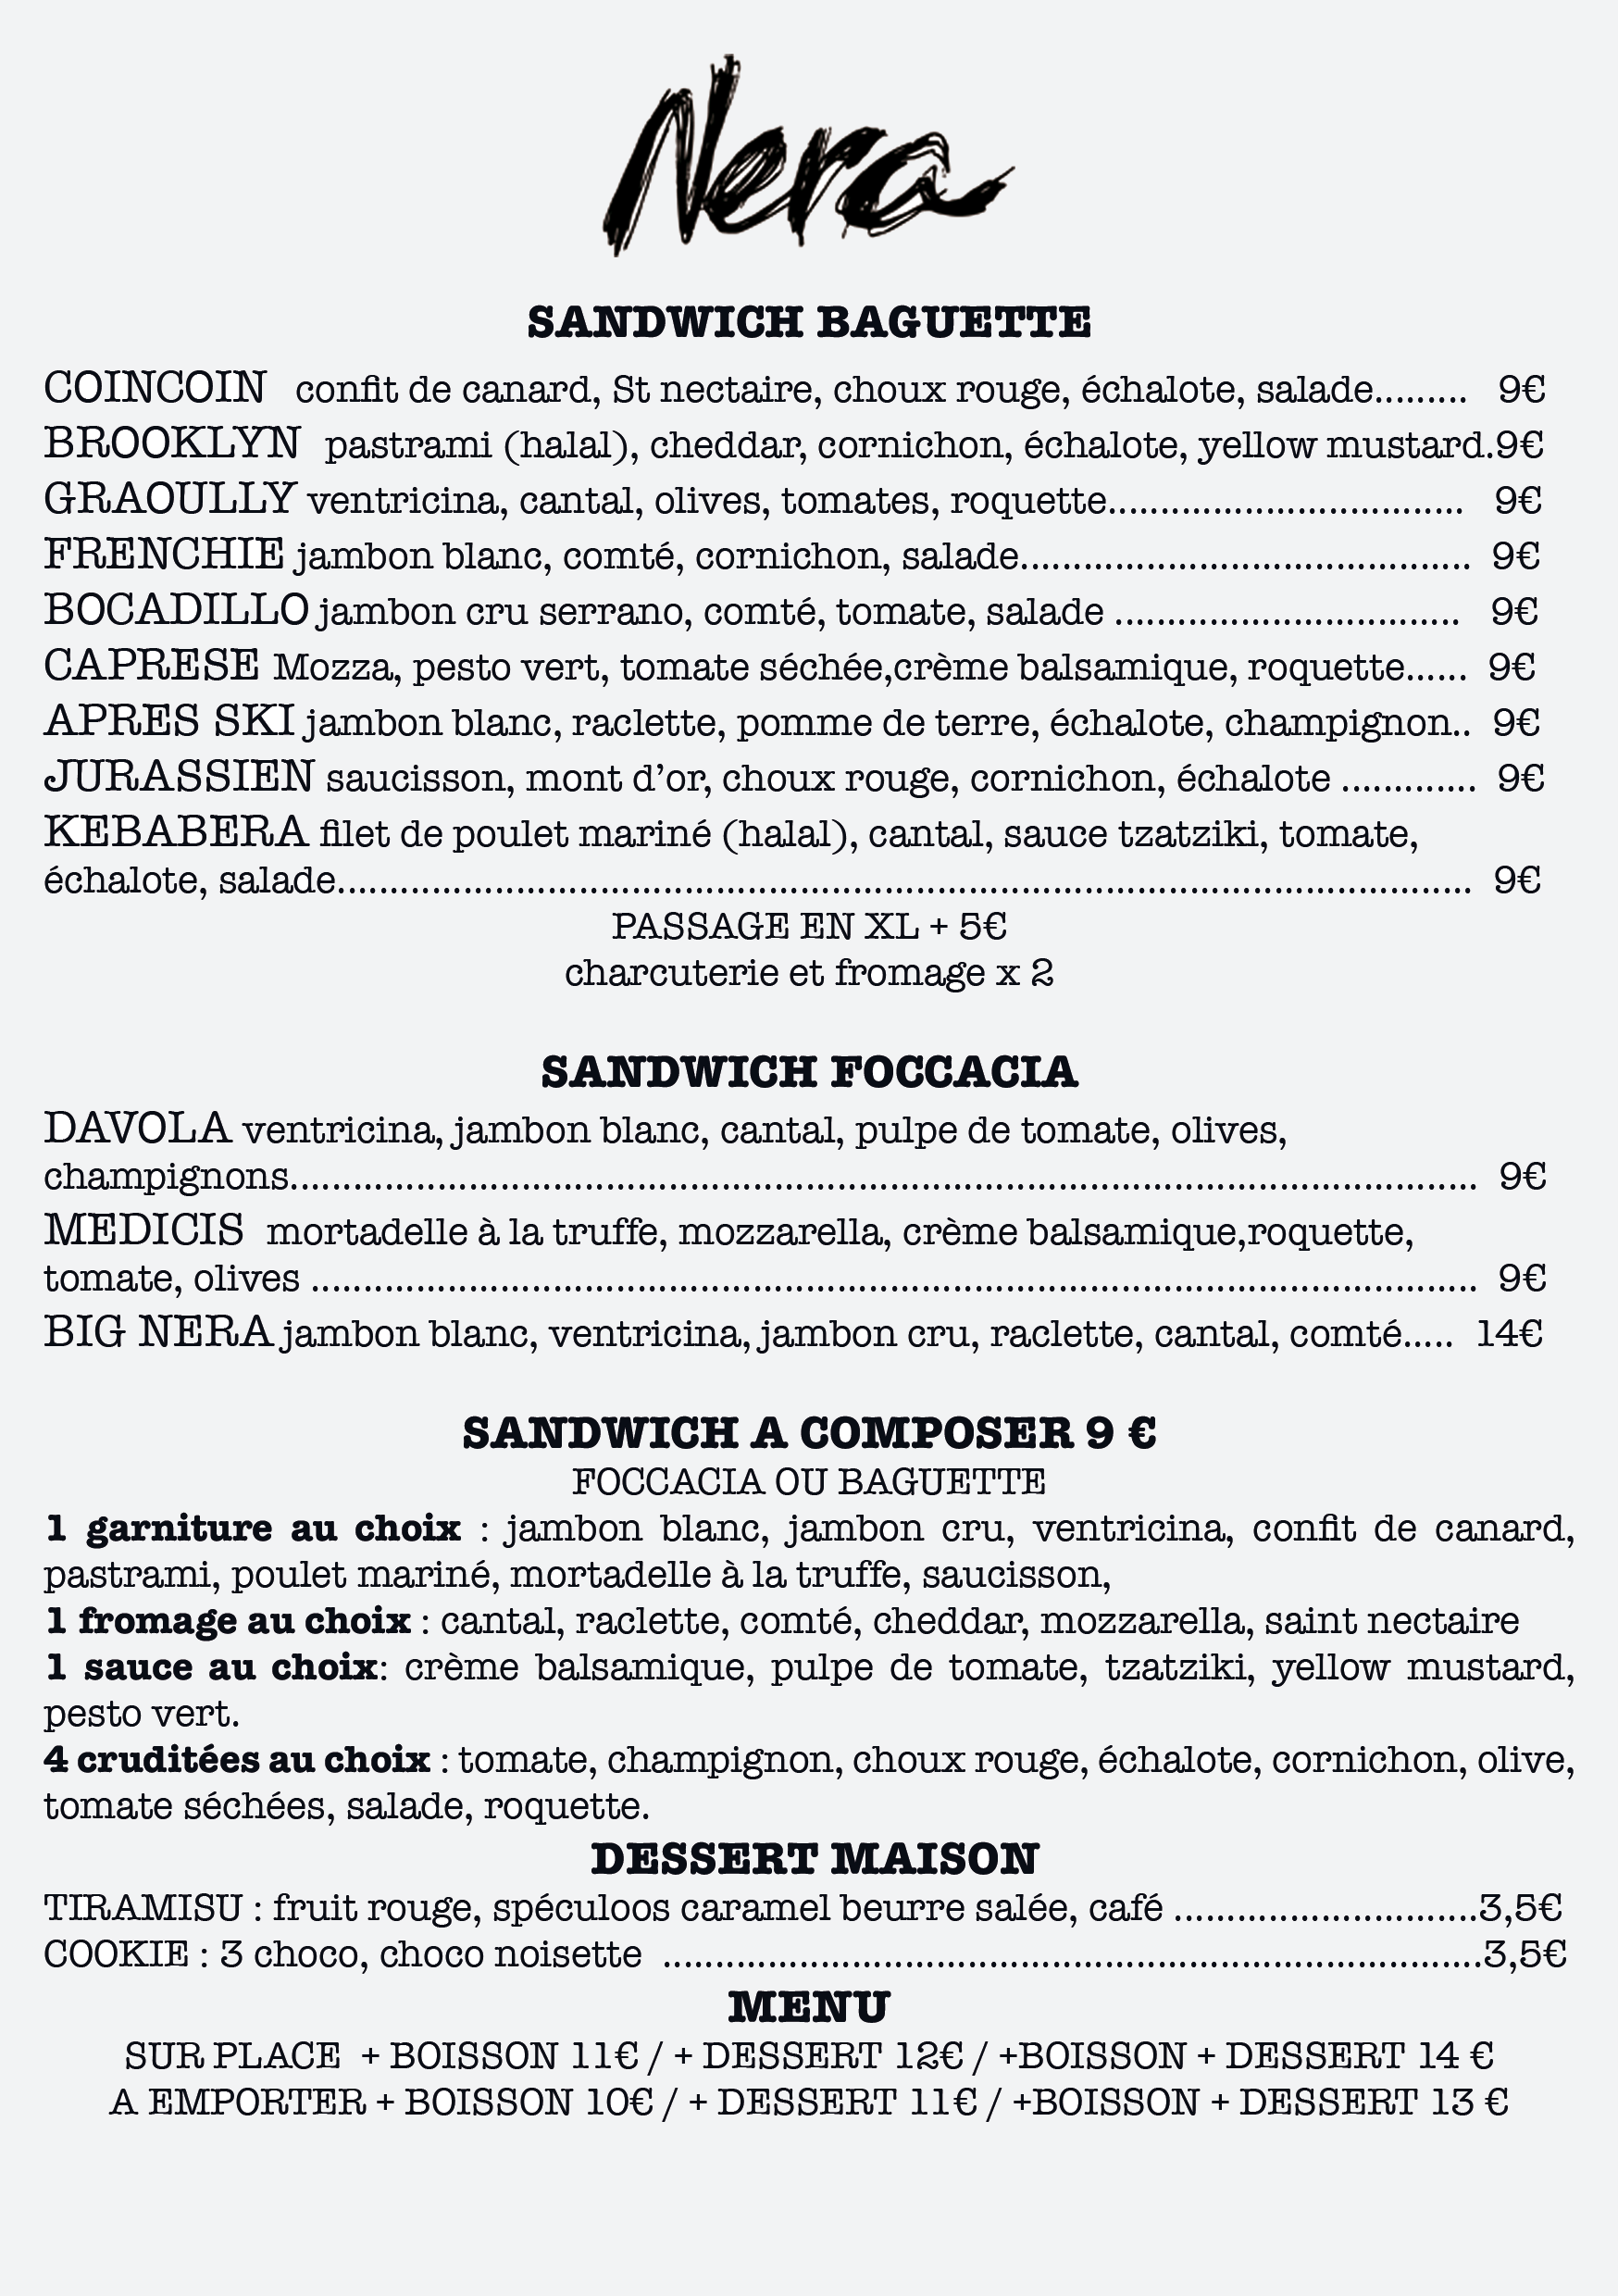 Nera
SANDWICH BAGUETTE
COINCOIN confit de canard, St nectaire, choux rouge, échalote, salade......... 9€
BROOKLYN pastrami (halal), cheddar, cornichon, échalote, yellow mustard.9€
GRAOULLY ventricina, cantal, olives, tomates, roquette.................................. 9€
FRENCHIE jambon blanc, comté, cornichon, salade........................................... 9€
BOCADILLO jambon cru serrano, comté, tomate, salade ................................. 9€
CAPRESE Mozza, pesto vert, tomate séchée,crème balsamique, roquette...... 9€
APRES SKI jambon blanc, raclette, pomme de terre, échalote, champignon.. 9€
JURASSIEN saucisson, mont d’or, choux rouge, cornichon, échalote ............. 9€
KEBABERA filet de poulet mariné (halal), cantal, sauce tzatziki, tomate,
échalote, salade............................................................................................................. 9€
PASSAGE EN XL + 5€
charcuterie et fromage x 2
SANDWICH FOCCACIA
DAVOLA ventricina, jambon blanc, cantal, pulpe de tomate, olives,
champignons.................................................................................................................. 9€
MEDICIS mortadelle à la truffe, mozzarella, crème balsamique,roquette,
tomate, olives ................................................................................................................ 9€
BIG NERA jambon blanc, ventricina, jambon cru, raclette, cantal, comté..... 14€
SANDWICH A COMPOSER 9 €
FOCCACIA OU BAGUETTE
1 garniture au choix : jambon blanc, jambon cru, ventricina, confit de canard,
pastrami, poulet mariné, mortadelle à la truffe, saucisson,
1 fromage au choix : cantal, raclette, comté, cheddar, mozzarella, saint nectaire
1 sauce au choix: crème balsamique, pulpe de tomate, tzatziki, yellow mustard,
pesto vert.
4 cruditées au choix : tomate, champignon, choux rouge, échalote, cornichon, olive,
tomate séchées, salade, roquette.
DESSERT MAISON
TIRAMISU : fruit rouge, spéculoos caramel beurre salée, café .............................3,5€
COOKIE : 3 choco, choco noisette ...............................................................................3,5€
MENU
SUR PLACE + BOISSON 11€ / + DESSERT 12€ / +BOISSON + DESSERT 14 €
A EMPORTER + BOISSON 10€ / + DESSERT 11€ / +BOISSON + DESSERT 13 €